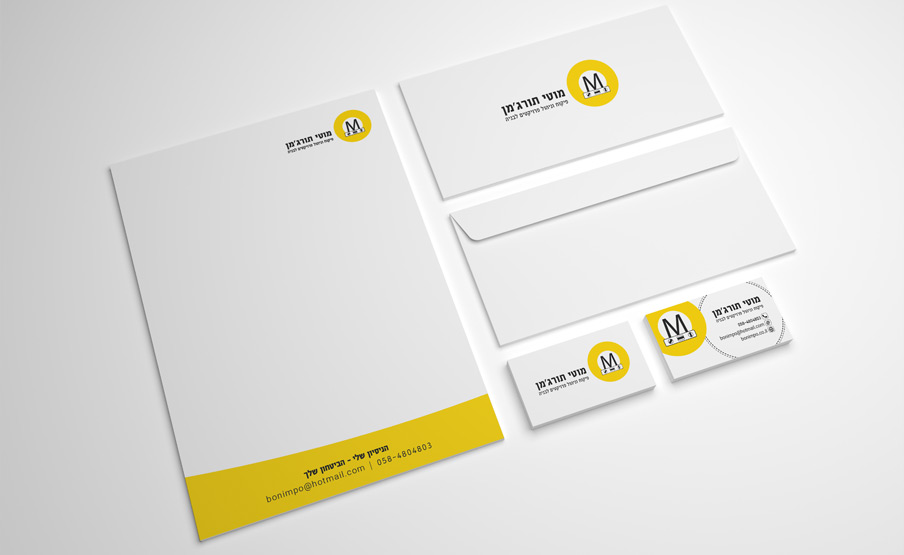 M
מוטי תורג'מן
פיקוח וניהול פרויקטים לבניה
הניסיון שלי - הביטחון שלך
bonimpo@hotmail.com | 058-4804803
M
מוטי תורג'מן
פיקוח וניהול פרויקטים לבניה
M
מוטי תורג'מן
פיקוח וניהול פרויקטים לבניה
M
מוטי תורג'מן
פיקוח וניהול פרויקטים לבניה
058-4804803
bonimpo@hotmail.com
bonimpo.co.il